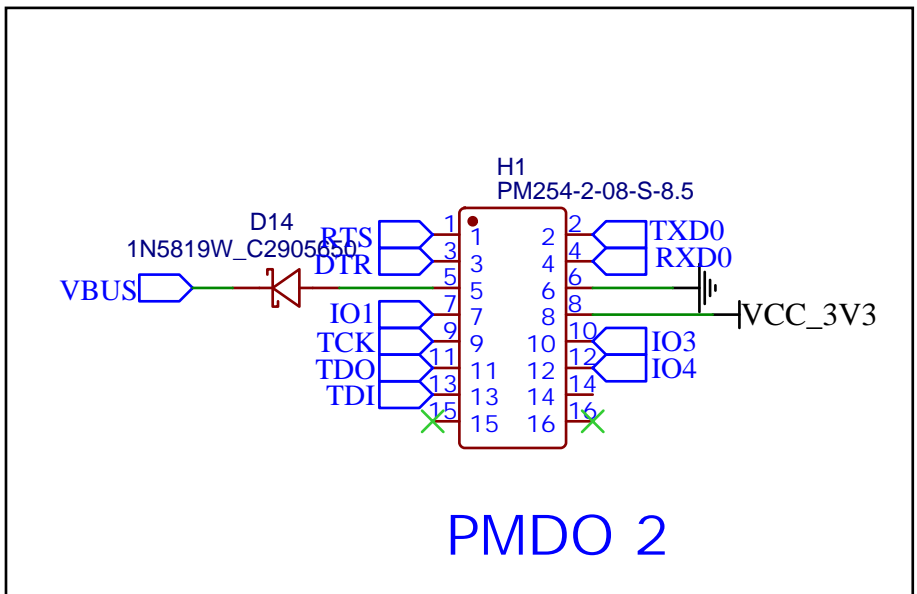 H1
PM254-2-08-S-8.5
D14
1N5819W_C2905650
VBUS
RTS 1 1 2 2 TXD0
DTR 3 3 4 4 RXD0
5 5 6 6
IO1 7 7 8 8 VCC_3V3
TCK 9 9 10 10 IO3
TDO 11 11 12 12 IO4
TDI 13 13 14 14
15 15 16 16
PMDO 2